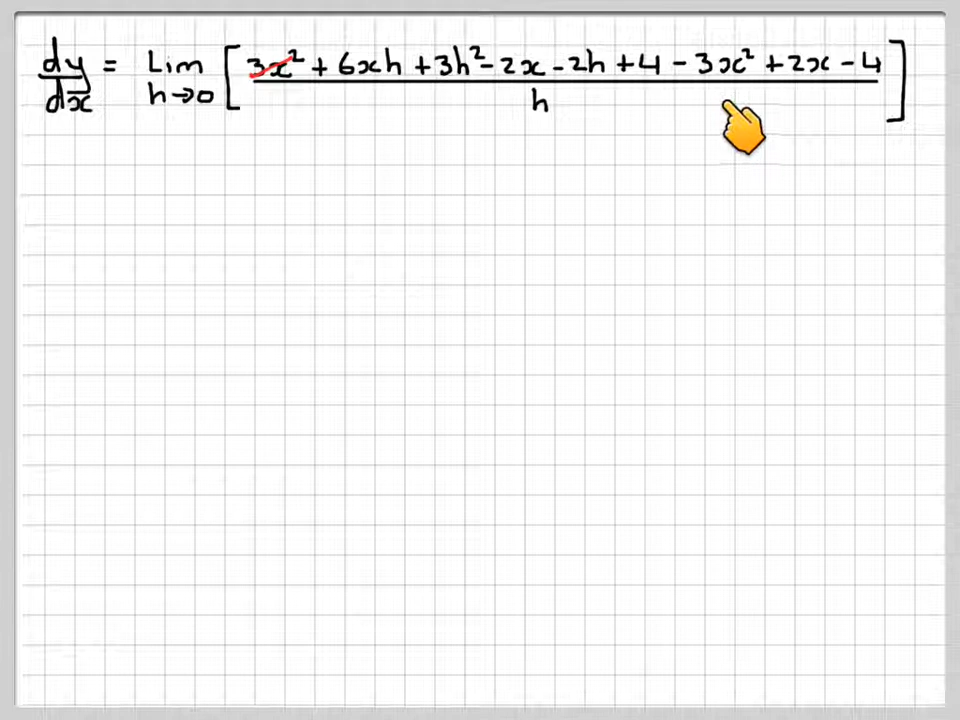 dy/dx = Lim h→0 [ (3x² + 6xh + 3h² - 2x - 2h + 4 - 3x² + 2x - 4) / h ]